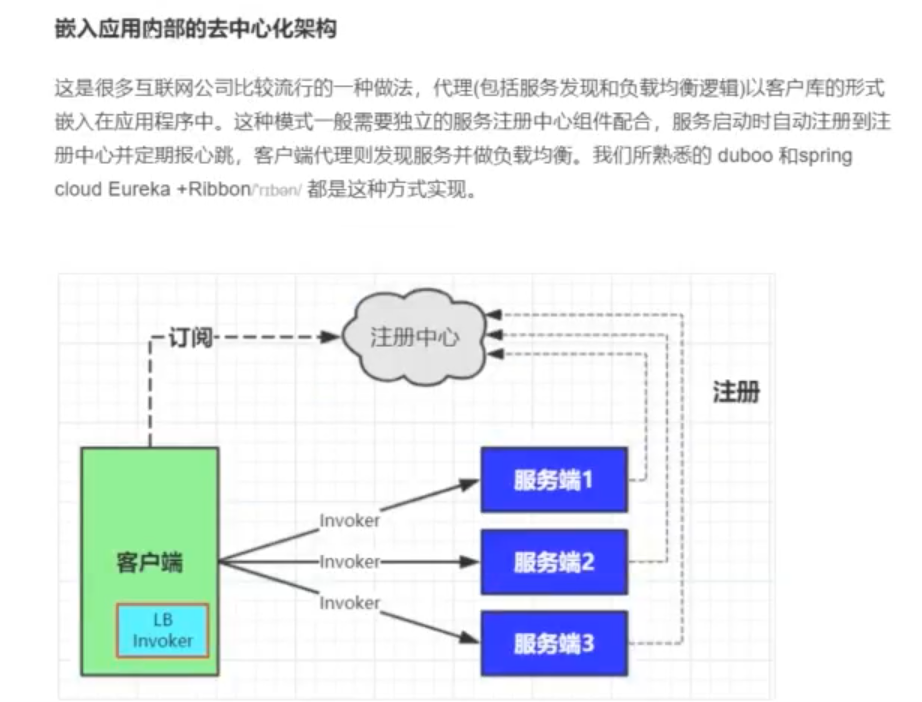 嵌入应用内部的去中心化架构
这是很多互联网公司比较流行的一种做法，代理(包括服务发现和负载均衡逻辑)以客户库的形式
嵌入在应用程序中。这种模式一般需要独立的服务注册中心组件配合，服务启动时自动注册到注
册中心并定期报心跳，客户端代理则发现服务并做负载均衡。我们所熟悉的 duboo 和spring
cloud Eureka +Ribbon/'rɪbən/ 都是这种方式实现。
订阅
注册中心
注册
服务端1
Invoker
客户端
Invoker
服务端2
Invoker
LB
Invoker
服务端3